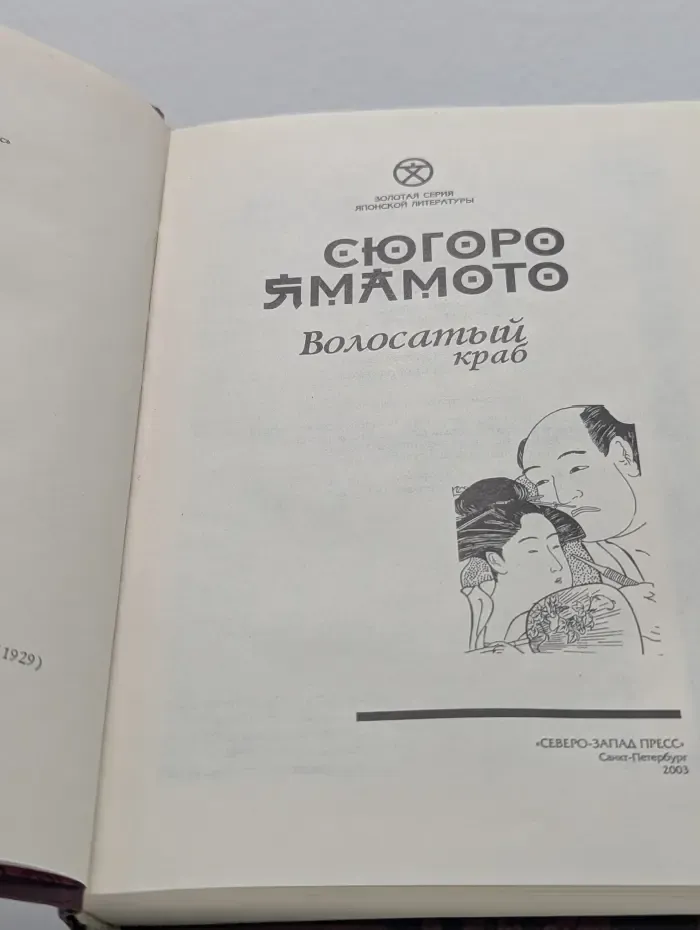 1929)
ЗОЛОТАЯ СЕРИЯ
ЯПОНСКОЙ ЛИТЕРАТУРЫ
СЮГОРО
ЯМАМОТО
Волосатый
краб
«СЕВЕРО-ЗАПАД ПРЕСС»
Санкт-Петербург
2003